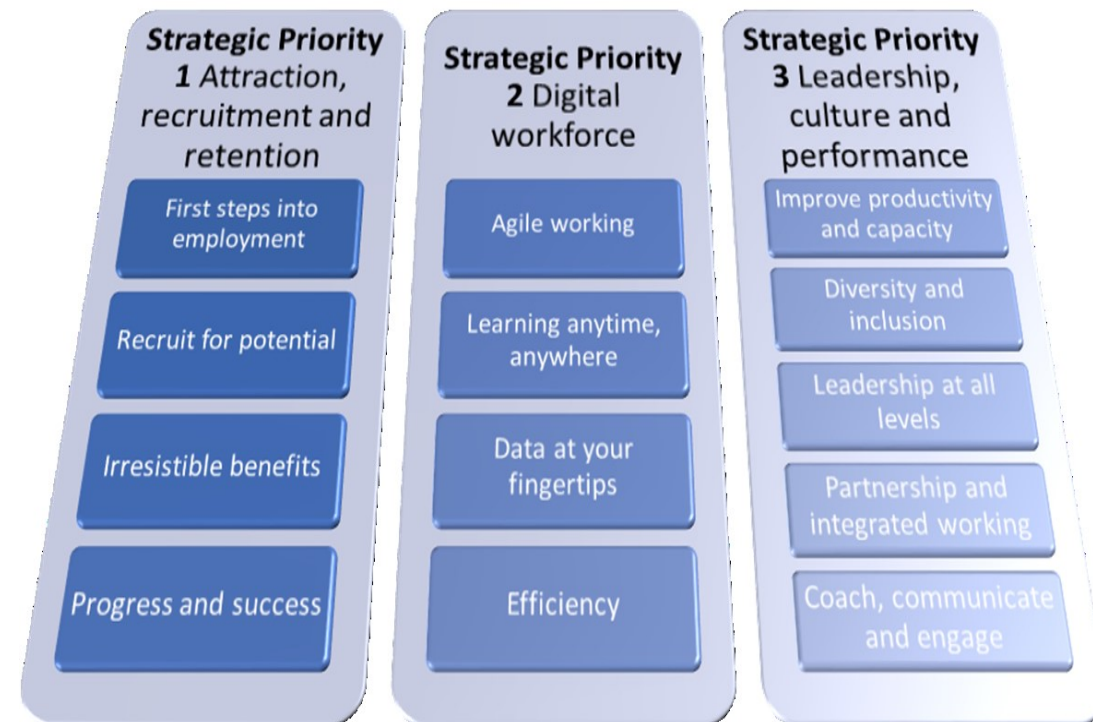 Strategic Priority
1 Attraction,
recruitment and
retention
First steps into
employment
Recruit for potential
Irresistible benefits
Progress and success
Strategic Priority
2 Digital
workforce
Agile working
Learning anytime,
anywhere
Data at your
fingertips
Efficiency
Strategic Priority
3 Leadership,
culture and
performance
Improve productivity
and capacity
Diversity and
inclusion
Leadership at all
levels
Partnership and
integrated working
Coach, communicate
and engage